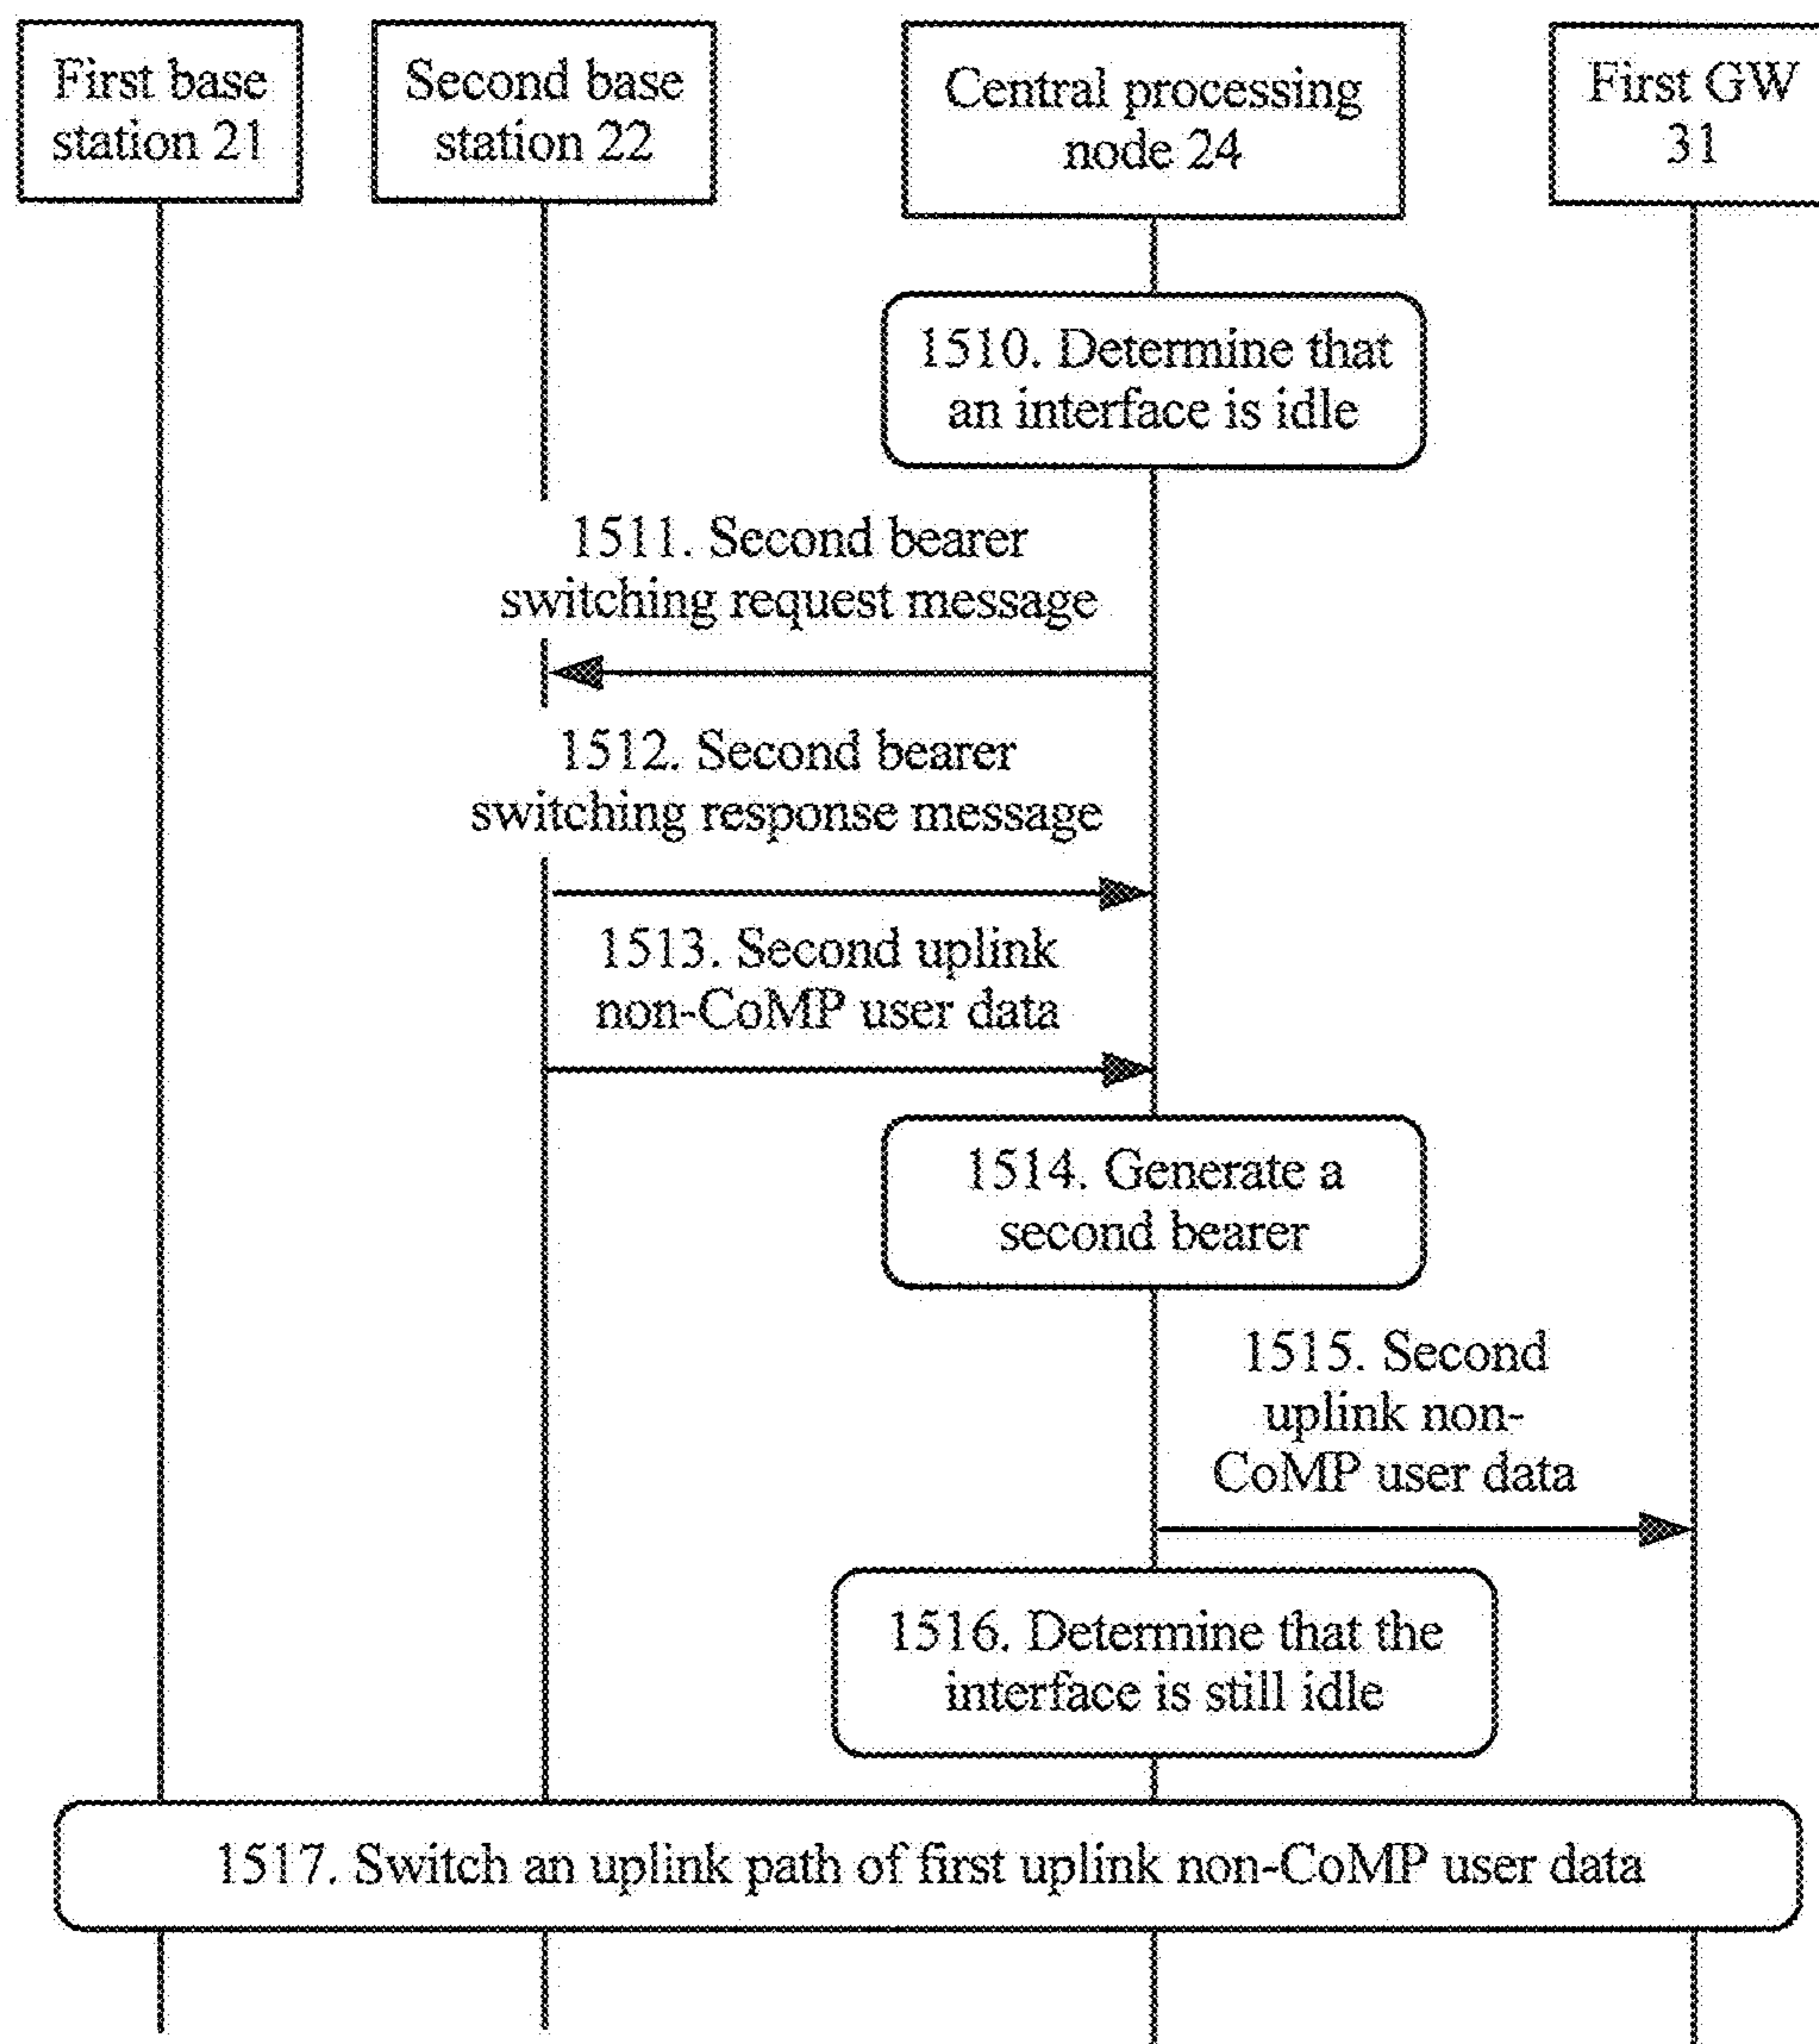 First base
station 21
Second base
station 22
Central processing
node 24
First GW
31
1510. Determine that
an interface is idle
1511. Second bearer
switching request message
1512. Second bearer
switching response message
1513. Second uplink
non-CoMP user data
1514. Generate a
second bearer
1515. Second
uplink non-
CoMP user data
1516. Determine that the
interface is still idle
1517. Switch an uplink path of first uplink non-CoMP user data